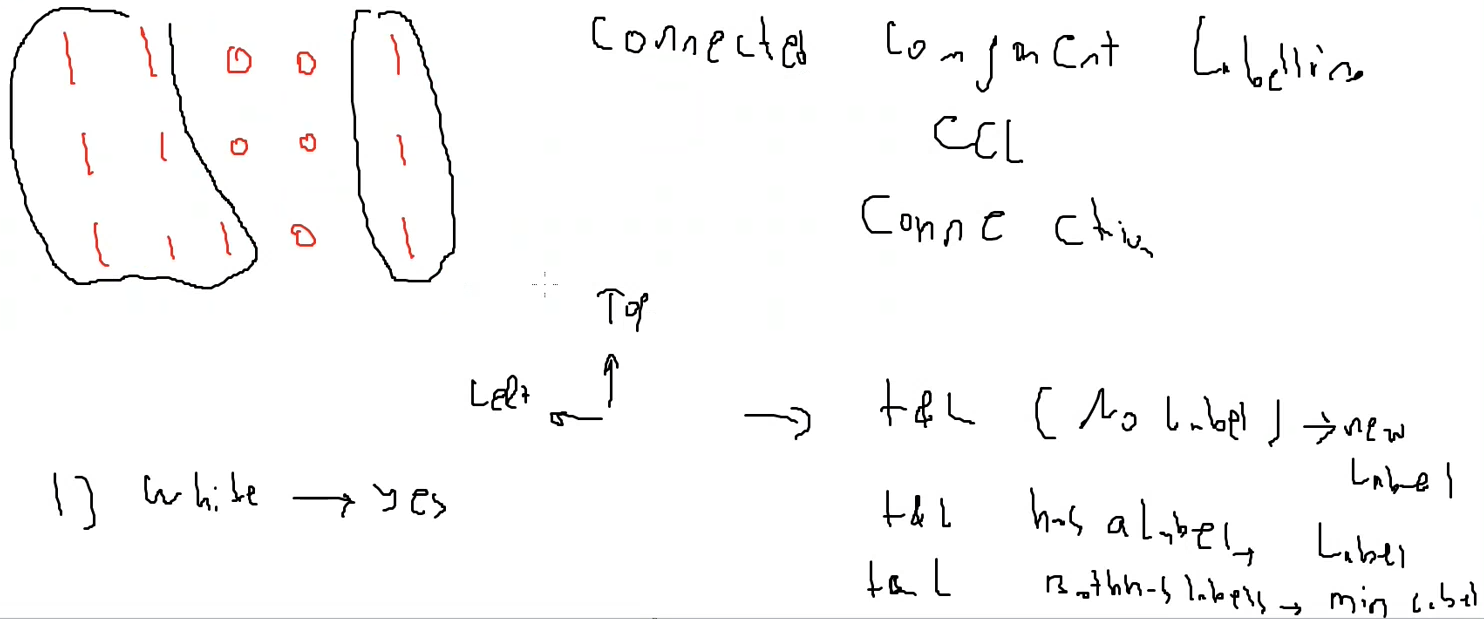 1 1 0 0 1
1 1 0 0 1
1 1 1 0 1
Connected Component Labelling
CCL
Connection
Top
Left
1) White → yes
t&L (No Label) → new
Label
t&L has a Label → Label
t&L Both has labels → min Label